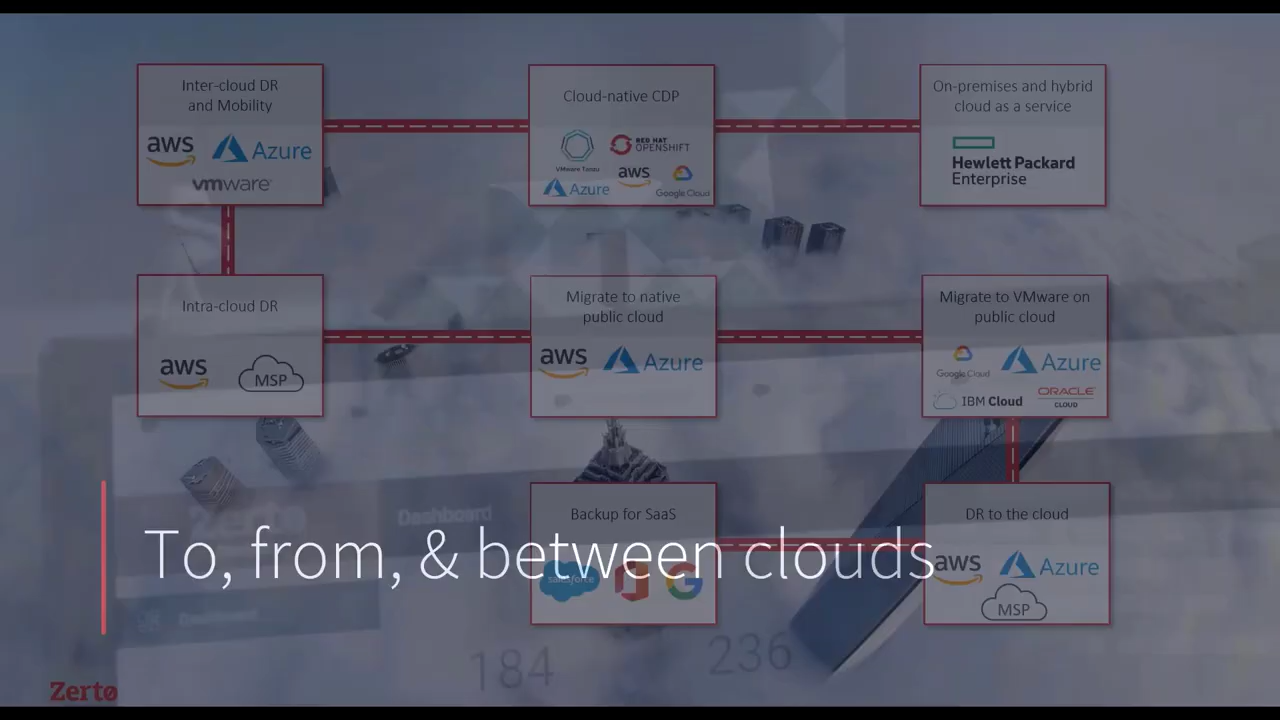 Inter-cloud DR
and Mobility
aws
Azure
vmware
Cloud-native CDP
VMware Tanzu
RED HAT
OPENSHIFT
Azure
aws
Google Cloud
On-premises and hybrid
cloud as a service
Hewlett Packard
Enterprise
Intra-cloud DR
aws
MSP
Migrate to native
public cloud
aws
Azure
Migrate to VMware on
public cloud
Google Cloud
Azure
IBM Cloud
ORACLE
CLOUD
Backup for SaaS
salesforce
DR to the cloud
aws
Azure
MSP
Zerto
Dashboard
To, from, & between clouds
Dashboard
184
236
Zerto